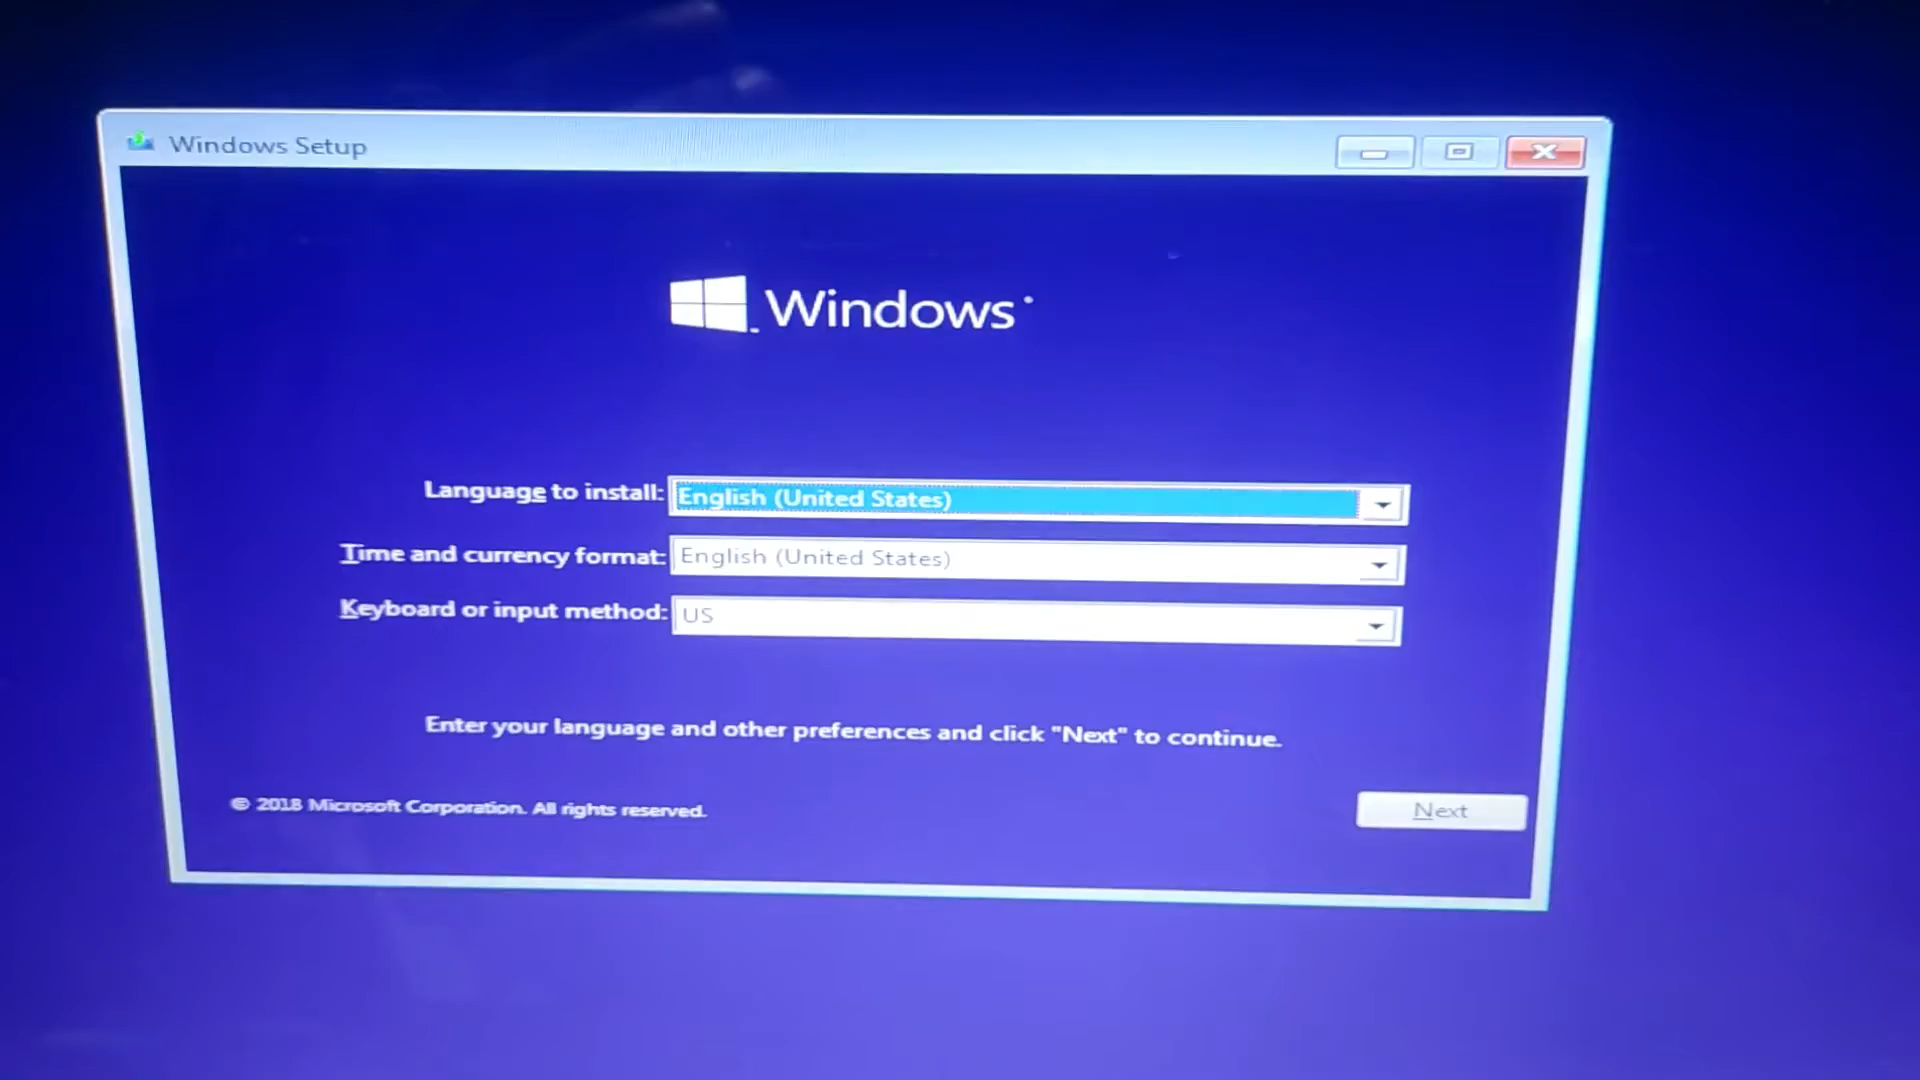 Windows Setup
Windows
Language to install: English (United States)
Time and currency format: English (United States)
Keyboard or input method: US
Enter your language and other preferences and click "Next" to continue.
© 2018 Microsoft Corporation. All rights reserved.
Next